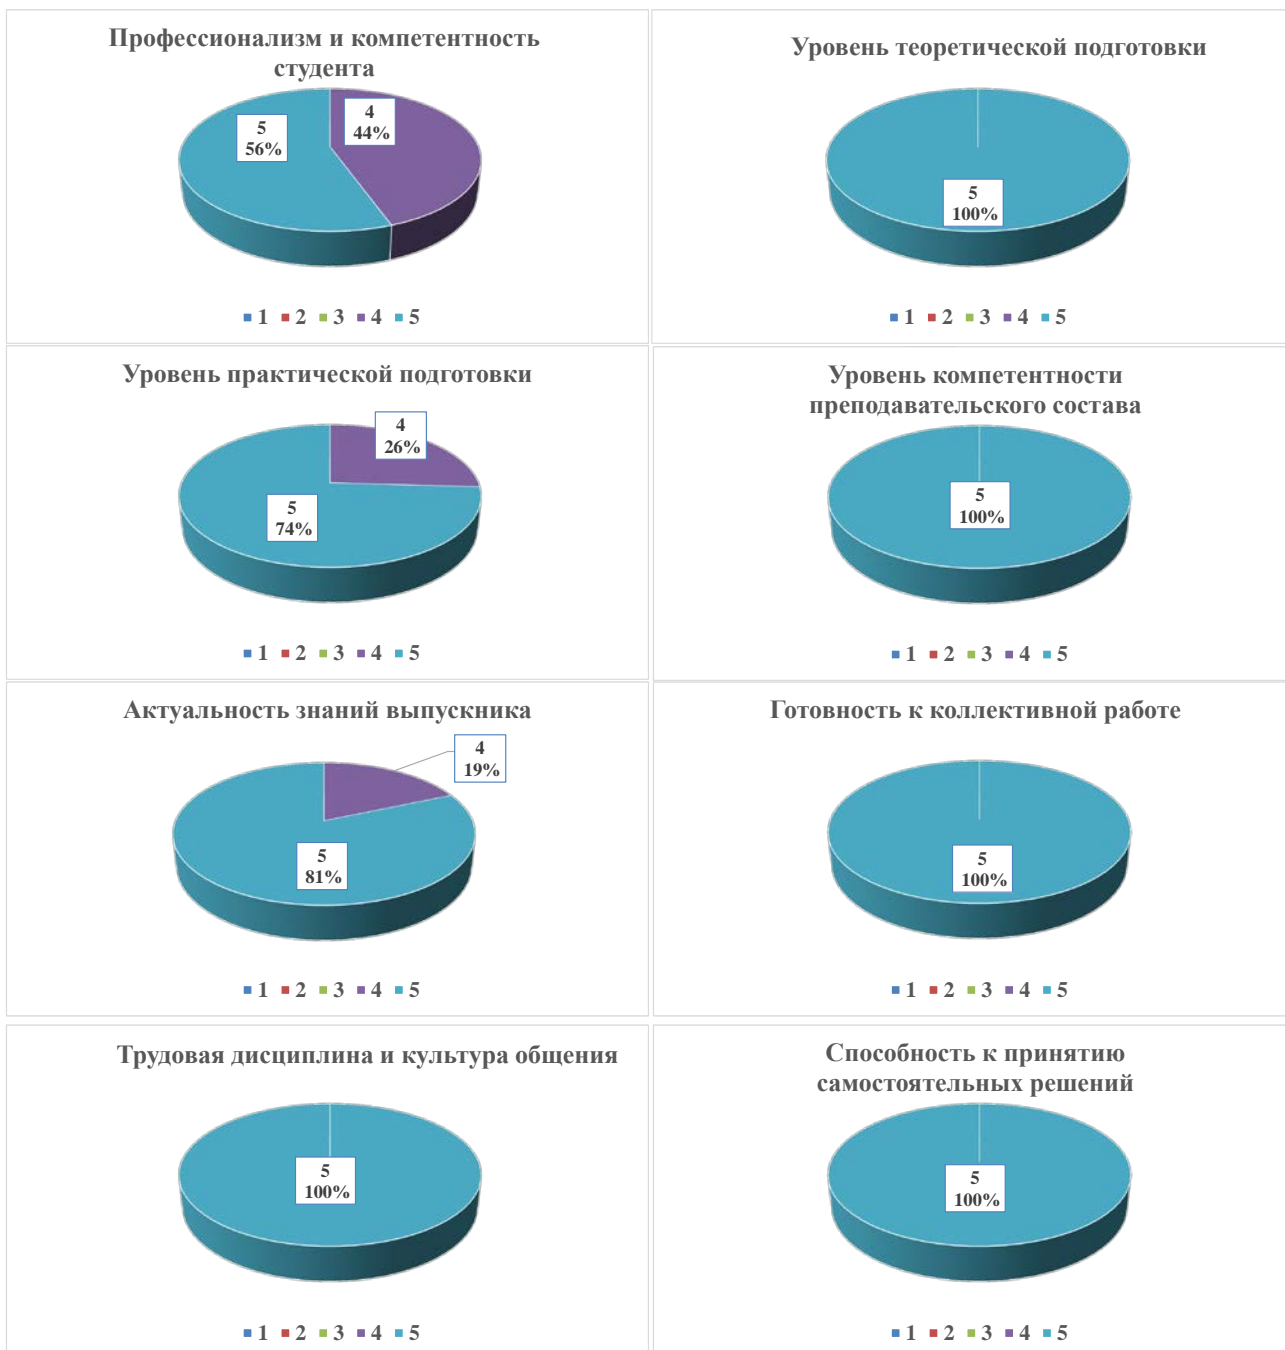 Профессионализм и компетентность
студента
4
44%
5
56%
1 2 3 4 5
Уровень теоретической подготовки
5
100%
1 2 3 4 5
Уровень практической подготовки
4
26%
5
74%
1 2 3 4 5
Уровень компетентности
преподавательского состава
5
100%
1 2 3 4 5
Актуальность знаний выпускника
4
19%
5
81%
1 2 3 4 5
Готовность к коллективной работе
5
100%
1 2 3 4 5
Трудовая дисциплина и культура общения
5
100%
1 2 3 4 5
Способность к принятию
самостоятельных решений
5
100%
1 2 3 4 5